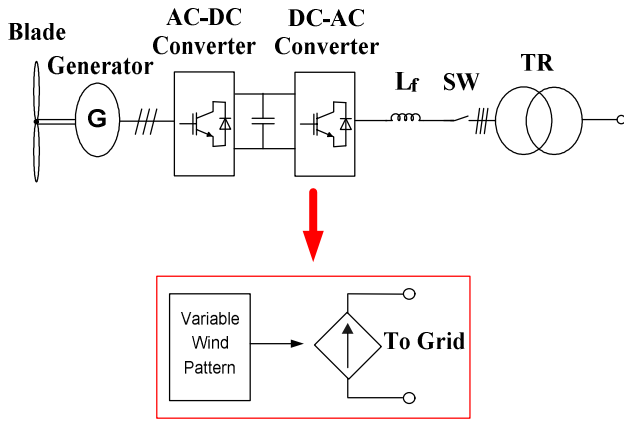 Blade
Generator
G
AC-DC
Converter
DC-AC
Converter
Lf
SW
TR
Variable
Wind
Pattern
To Grid